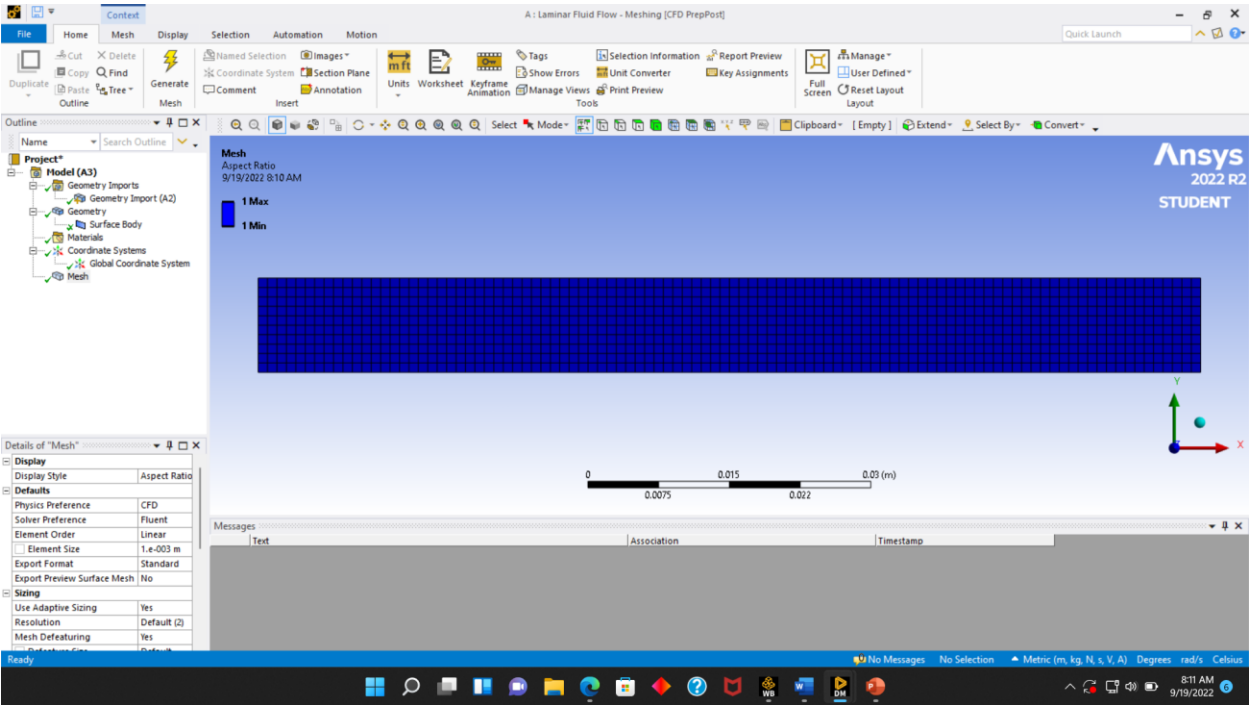 Context
A : Laminar Fluid Flow - Meshing [CFD PrepPost]
File Home Mesh Display Selection Automation Motion
Quick Launch
Duplicate
Cut
Copy
Paste
Delete
Find
Tree
Outline
Generate
Mesh
Named Selection
Coordinate System
Comment
Images
Section Plane
Annotation
Insert
Units
Worksheet
Keyframe
Animation
Tags
Show Errors
Manage Views
Selection Information
Unit Converter
Print Preview
Report Preview
Key Assignments
Tools
Full
Screen
Manage
User Defined
Reset Layout
Layout
Outline
Select Mode Clipboard [ Empty ] Extend Select By Convert
Name Search Outline
Project*
Model (A3)
Geometry Imports
Geometry Import (A2)
Geometry
Surface Body
Materials
Coordinate Systems
Global Coordinate System
Mesh
Mesh
Aspect Ratio
9/19/2022 8:10 AM
1 Max
1 Min
Ansys
2022 R2
STUDENT
Y
X
0 0.015 0.03 (m)
0.0075 0.022
Details of "Mesh"
Display
Display Style Aspect Ratio
Defaults
Physics Preference CFD
Solver Preference Fluent
Element Order Linear
Element Size 1.e-003 m
Export Format Standard
Export Preview Surface Mesh No
Sizing
Use Adaptive Sizing Yes
Resolution Default (2)
Mesh Defeaturing Yes
Messages
Text Association Timestamp
Ready
No Messages No Selection Metric (m, kg, N, s, V, A) Degrees rad/s Celsius
WB
W
DM
P
8:11 AM
9/19/2022
6